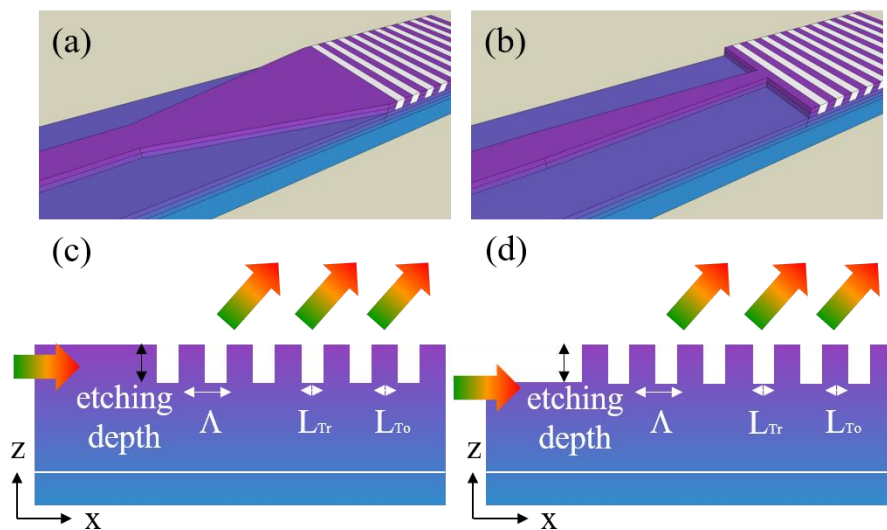 (a)
(b)
(c)
etching
depth
Λ
L_Tr
L_To
z
x
(d)
etching
depth
Λ
L_Tr
L_To
z
x